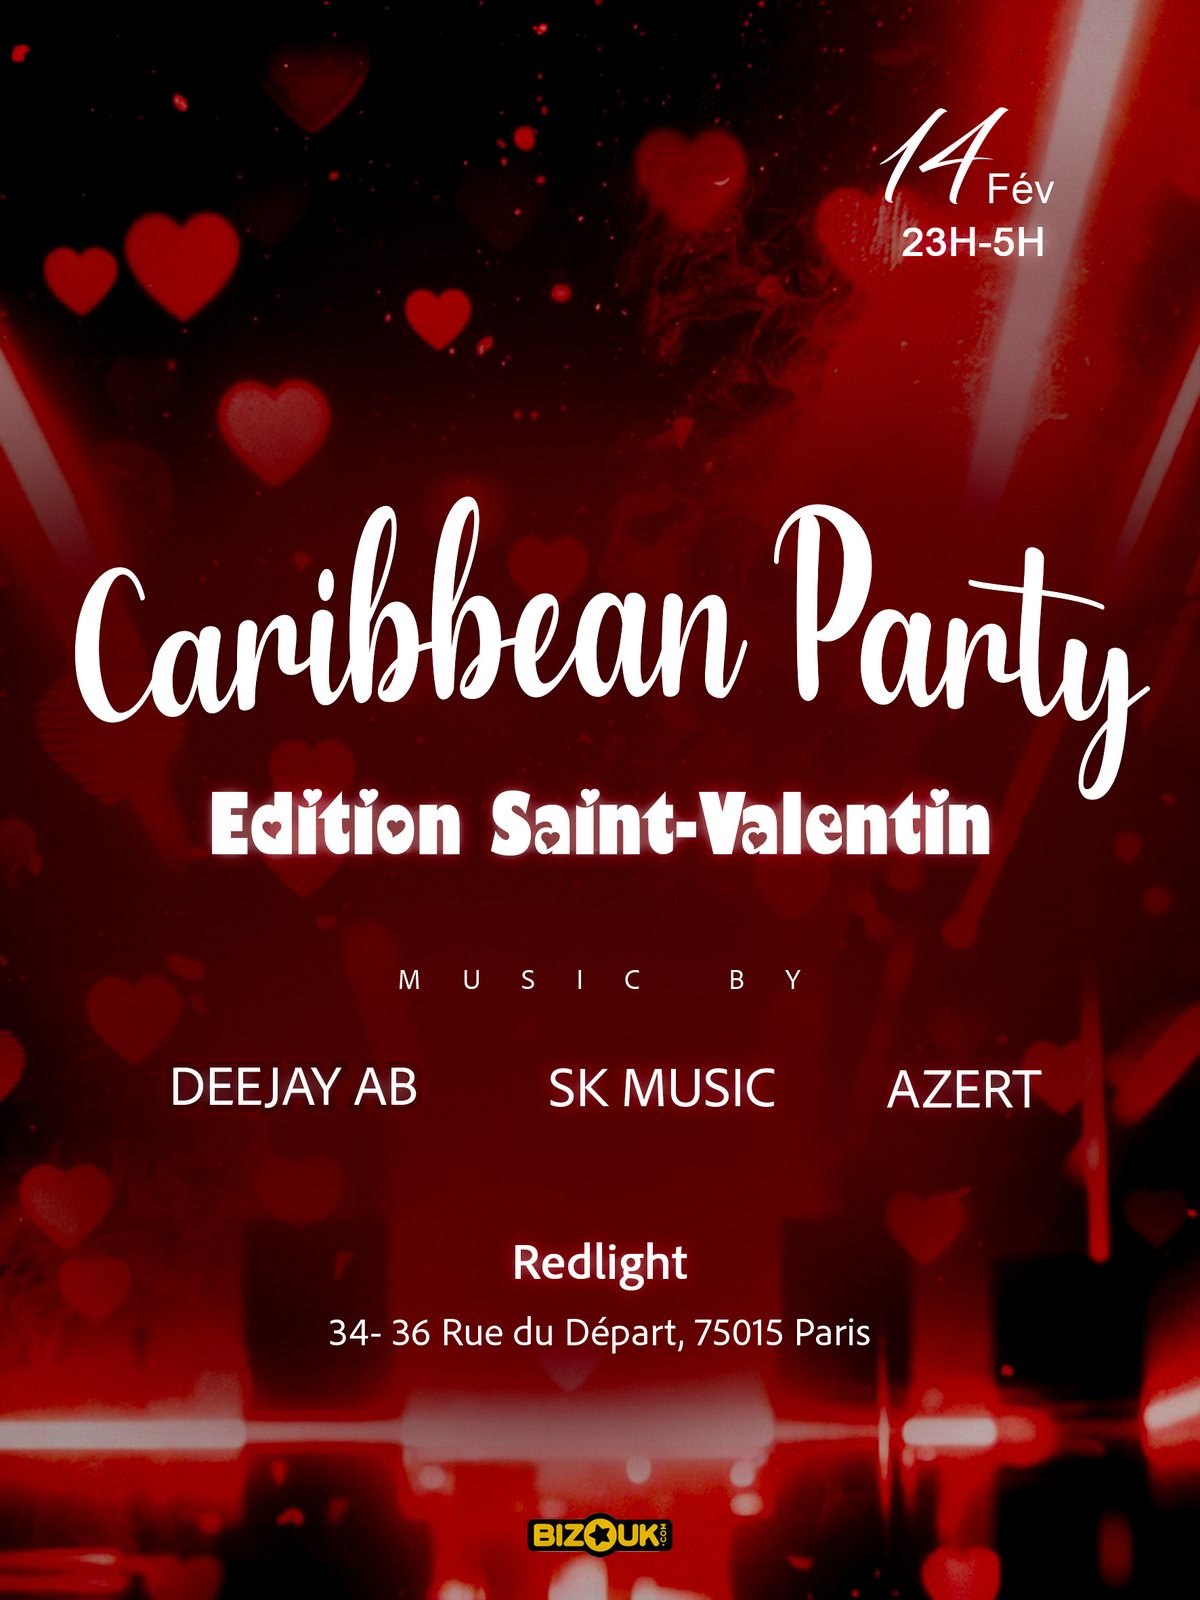 14 Fév
23H-5H
Caribbean Party
Edition Saint-Valentin
MUSIC BY
DEEJAY AB SK MUSIC AZERT
Redlight
34- 36 Rue du Départ, 75015 Paris
BIZOUK.COM